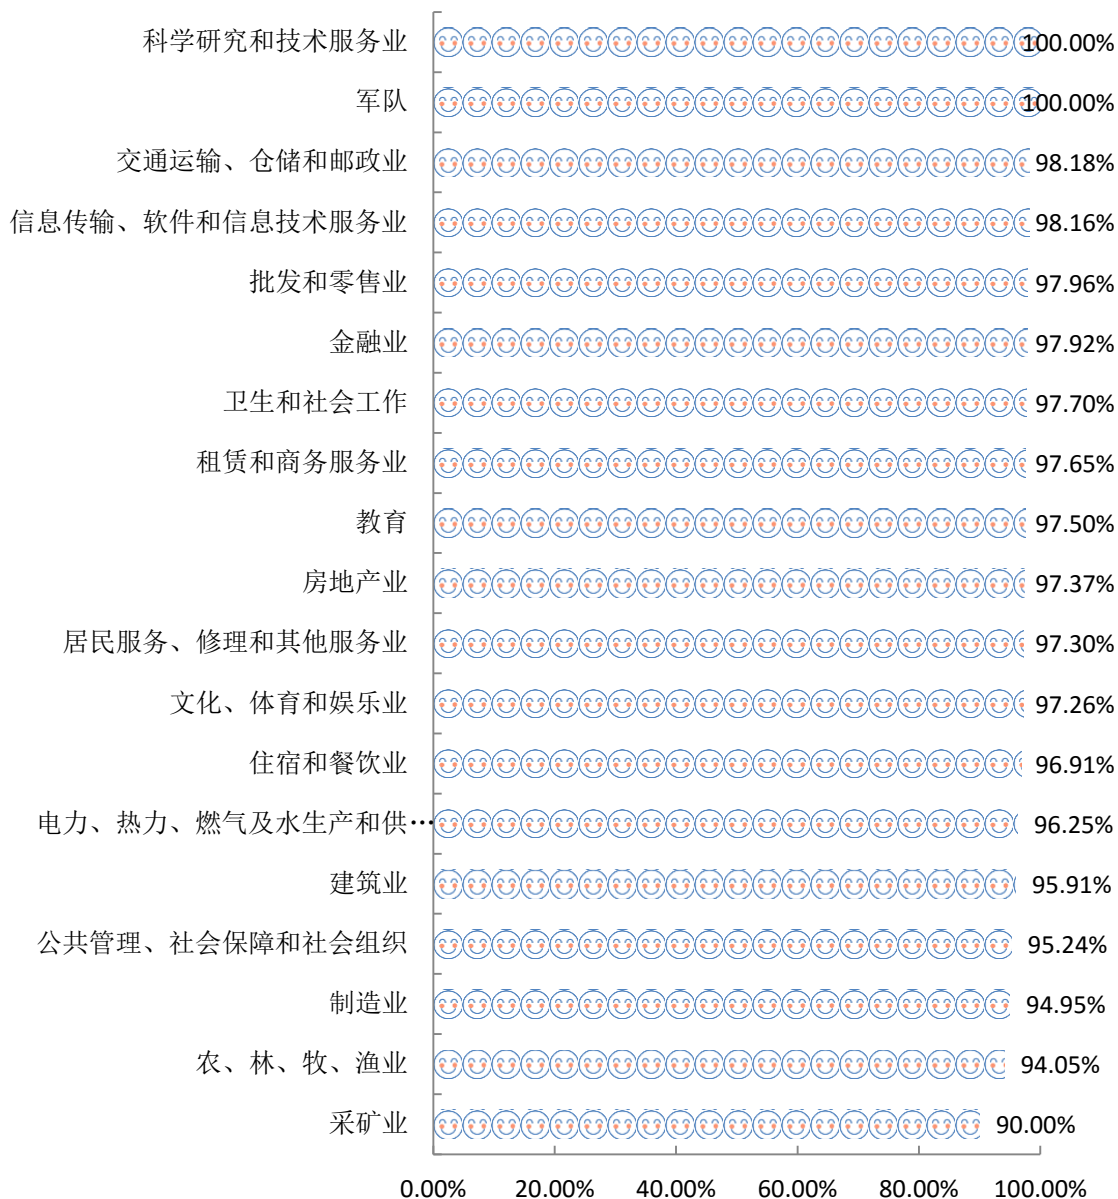 科学研究和技术服务业 100.00%
军队 100.00%
交通运输、仓储和邮政业 98.18%
信息传输、软件和信息技术服务业 98.16%
批发和零售业 97.96%
金融业 97.92%
卫生和社会工作 97.70%
租赁和商务服务业 97.65%
教育 97.50%
房地产业 97.37%
居民服务、修理和其他服务业 97.30%
文化、体育和娱乐业 97.26%
住宿和餐饮业 96.91%
电力、热力、燃气及水生产和供… 96.25%
建筑业 95.91%
公共管理、社会保障和社会组织 95.24%
制造业 94.95%
农、林、牧、渔业 94.05%
采矿业 90.00%
0.00% 20.00% 40.00% 60.00% 80.00% 100.00%